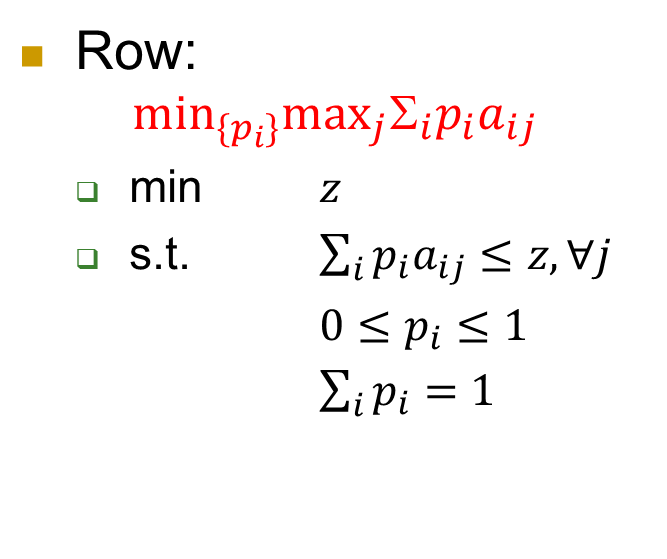 Row:
min_{p_i} max_j Σ_i p_i a_ij
min z
s.t. Σ_i p_i a_ij ≤ z, ∀j
0 ≤ p_i ≤ 1
Σ_i p_i = 1